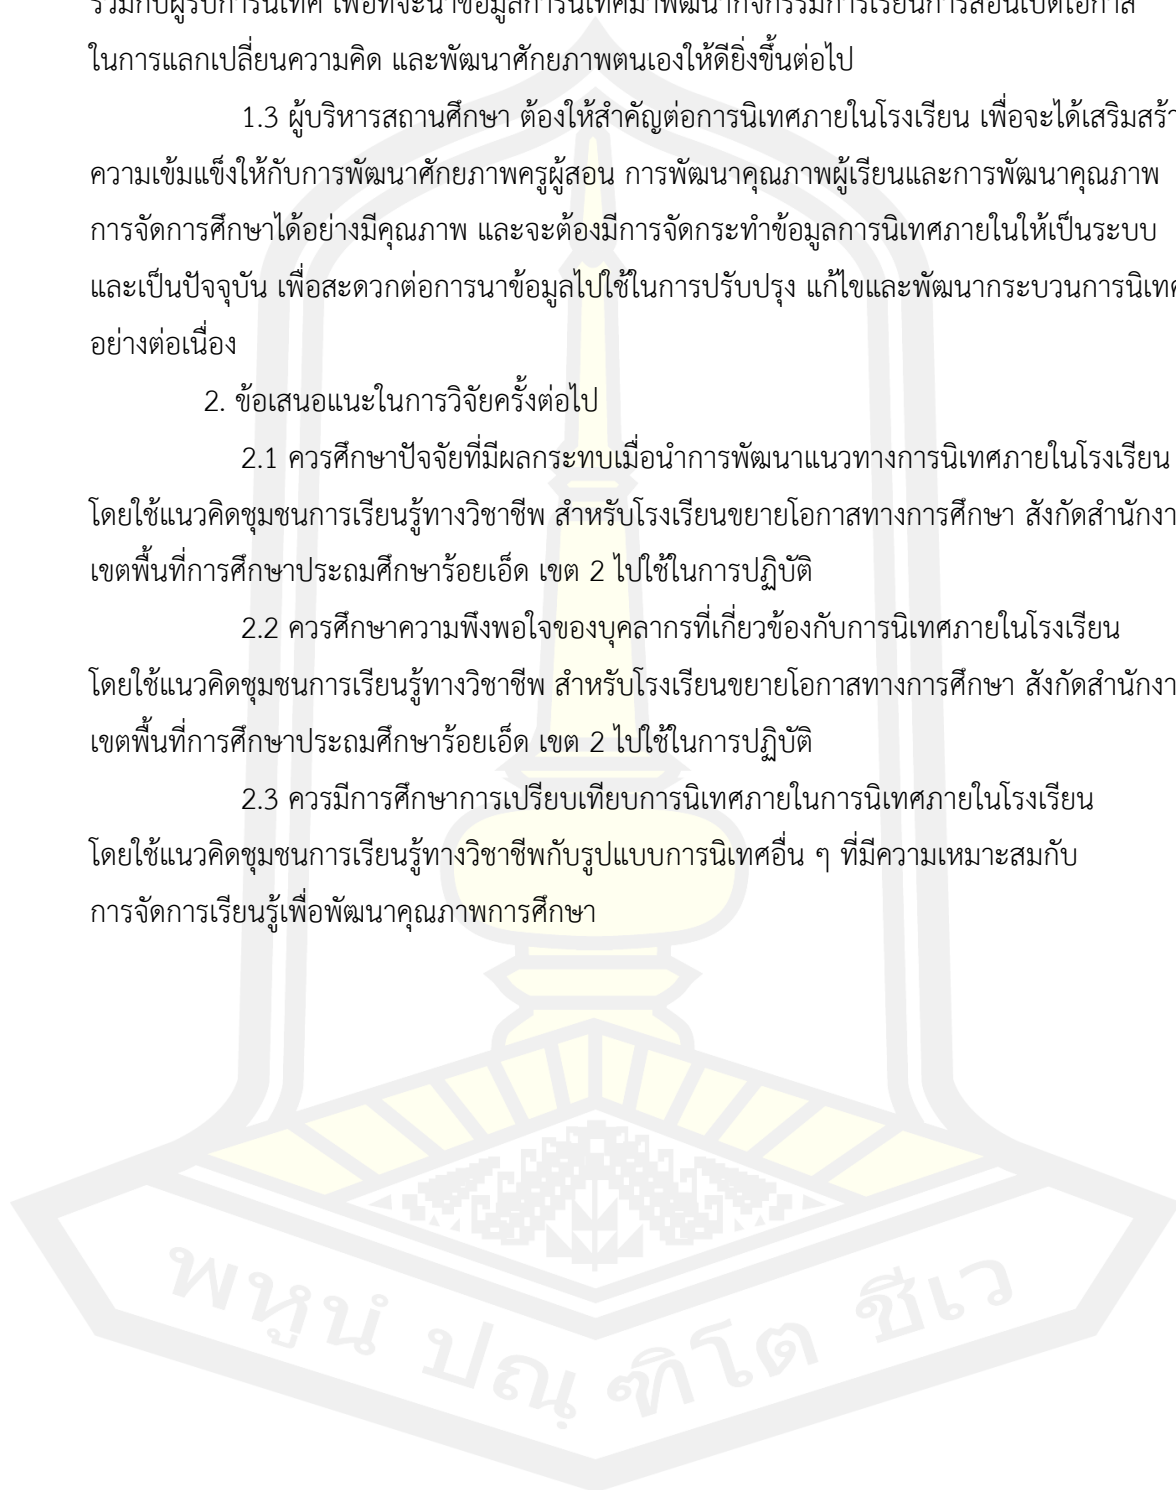 ร่วมกับผู้รับการนิเทศ เพื่อที่จะนำข้อมูลการนิเทศมาพัฒนากิจกรรมการเรียนการสอนเปิดโอกาส
ในการแลกเปลี่ยนความคิด และพัฒนาศักยภาพตนเองให้ดียิ่งขึ้นต่อไป
1.3 ผู้บริหารสถานศึกษา ต้องให้สำคัญต่อการนิเทศภายในโรงเรียน เพื่อจะได้เสริมสร้า
ความเข้มแข็งให้กับการพัฒนาศักยภาพครูผู้สอน การพัฒนาคุณภาพผู้เรียนและการพัฒนาคุณภาพ
การจัดการศึกษาได้อย่างมีคุณภาพ และจะต้องมีการจัดกระทำข้อมูลการนิเทศภายในให้เป็นระบบ
และเป็นปัจจุบัน เพื่อสะดวกต่อการนาข้อมูลไปใช้ในการปรับปรุง แก้ไขและพัฒนากระบวนการนิเทศ
อย่างต่อเนื่อง
2. ข้อเสนอแนะในการวิจัยครั้งต่อไป
2.1 ควรศึกษาปัจจัยที่มีผลกระทบเมื่อนำการพัฒนาแนวทางการนิเทศภายในโรงเรียน
โดยใช้แนวคิดชุมชนการเรียนรู้ทางวิชาชีพ สำหรับโรงเรียนขยายโอกาสทางการศึกษา สังกัดสำนักงา
เขตพื้นที่การศึกษาประถมศึกษาร้อยเอ็ด เขต 2 ไปใช้ในการปฏิบัติ
2.2 ควรศึกษาความพึงพอใจของบุคลากรที่เกี่ยวข้องกับการนิเทศภายในโรงเรียน
โดยใช้แนวคิดชุมชนการเรียนรู้ทางวิชาชีพ สำหรับโรงเรียนขยายโอกาสทางการศึกษา สังกัดสำนักงา
เขตพื้นที่การศึกษาประถมศึกษาร้อยเอ็ด เขต 2 ไปใช้ในการปฏิบัติ
2.3 ควรมีการศึกษาการเปรียบเทียบการนิเทศภายในการนิเทศภายในโรงเรียน
โดยใช้แนวคิดชุมชนการเรียนรู้ทางวิชาชีพกับรูปแบบการนิเทศอื่น ๆ ที่มีความเหมาะสมกับ
การจัดการเรียนรู้เพื่อพัฒนาคุณภาพการศึกษา
พหูนํ ปณฺฑิโต ชีเว